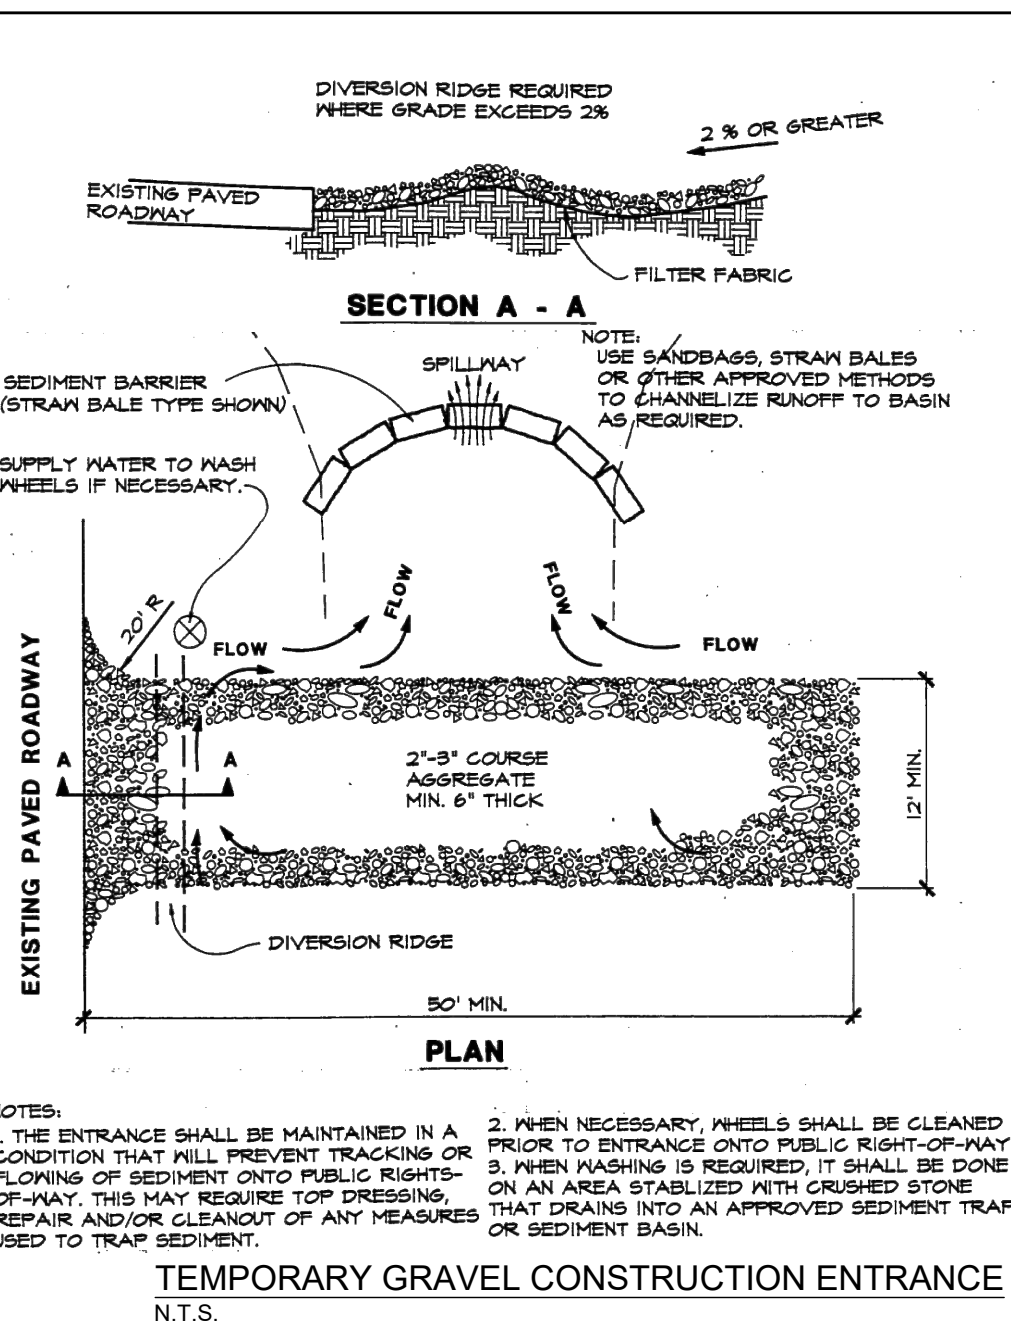 DIVERSION RIDGE REQUIRED
WHERE GRADE EXCEEDS 2%
2 % OR GREATER
EXISTING PAVED
ROADWAY
FILTER FABRIC
SECTION A - A
NOTE:
USE SANDBAGS, STRAW BALES
OR OTHER APPROVED METHODS
TO CHANNELIZE RUNOFF TO BASIN
AS REQUIRED.
SPILLWAY
SEDIMENT BARRIER
(STRAW BALE TYPE SHOWN)
SUPPLY WATER TO WASH
WHEELS IF NECESSARY.
FLOW
FLOW
20' R
FLOW
FLOW
EXISTING PAVED ROADWAY
A
A
2"-3" COURSE
AGGREGATE
MIN. 6" THICK
12' MIN.
DIVERSION RIDGE
50' MIN.
PLAN
OTES:
. THE ENTRANCE SHALL BE MAINTAINED IN A
CONDITION THAT WILL PREVENT TRACKING OR
FLOWING OF SEDIMENT ONTO PUBLIC RIGHTS-
OF-WAY. THIS MAY REQUIRE TOP DRESSING,
REPAIR AND/OR CLEANOUT OF ANY MEASURES
USED TO TRAP SEDIMENT.
2. WHEN NECESSARY, WHEELS SHALL BE CLEANED
PRIOR TO ENTRANCE ONTO PUBLIC RIGHT-OF-WAY
3. WHEN WASHING IS REQUIRED, IT SHALL BE DONE
ON AN AREA STABLIZED WITH CRUSHED STONE
THAT DRAINS INTO AN APPROVED SEDIMENT TRAP
OR SEDIMENT BASIN.
TEMPORARY GRAVEL CONSTRUCTION ENTRANCE
N.T.S.